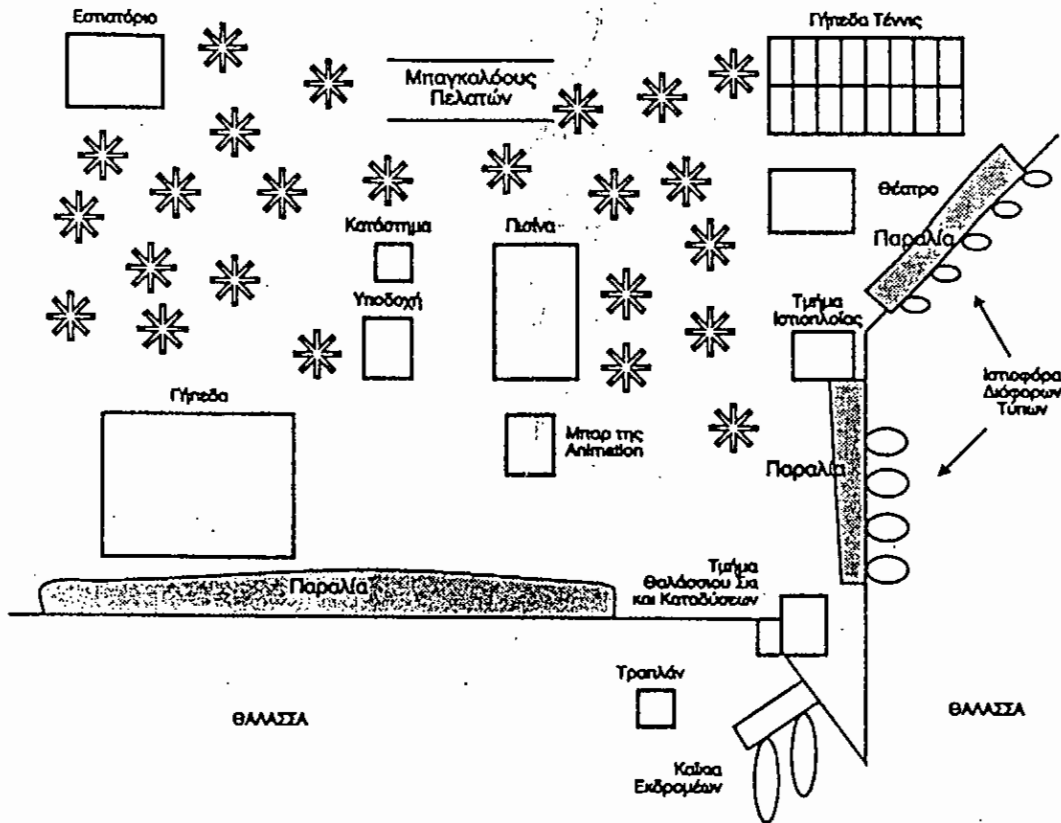 Εστιατόριο
Γήπεδα Τέννις
Μπαγκαλόους
Πελατών
Θέατρο
Παραλία
Κατάστημα
Πισίνα
Υποδοχή
Τμήμα
Ιστιοπλοΐας
Ιστιοφόρα
Διάφορων
Τύπων
Γήπεδα
Μπαρ της
Animation
Παραλία
Παραλία
Τμήμα
Θαλάσσιου Σκι
και Καταδύσεων
Τραπλάν
ΘΑΛΑΣΣΑ
ΘΑΛΑΣΣΑ
Καΐκια
Εκδρομέων